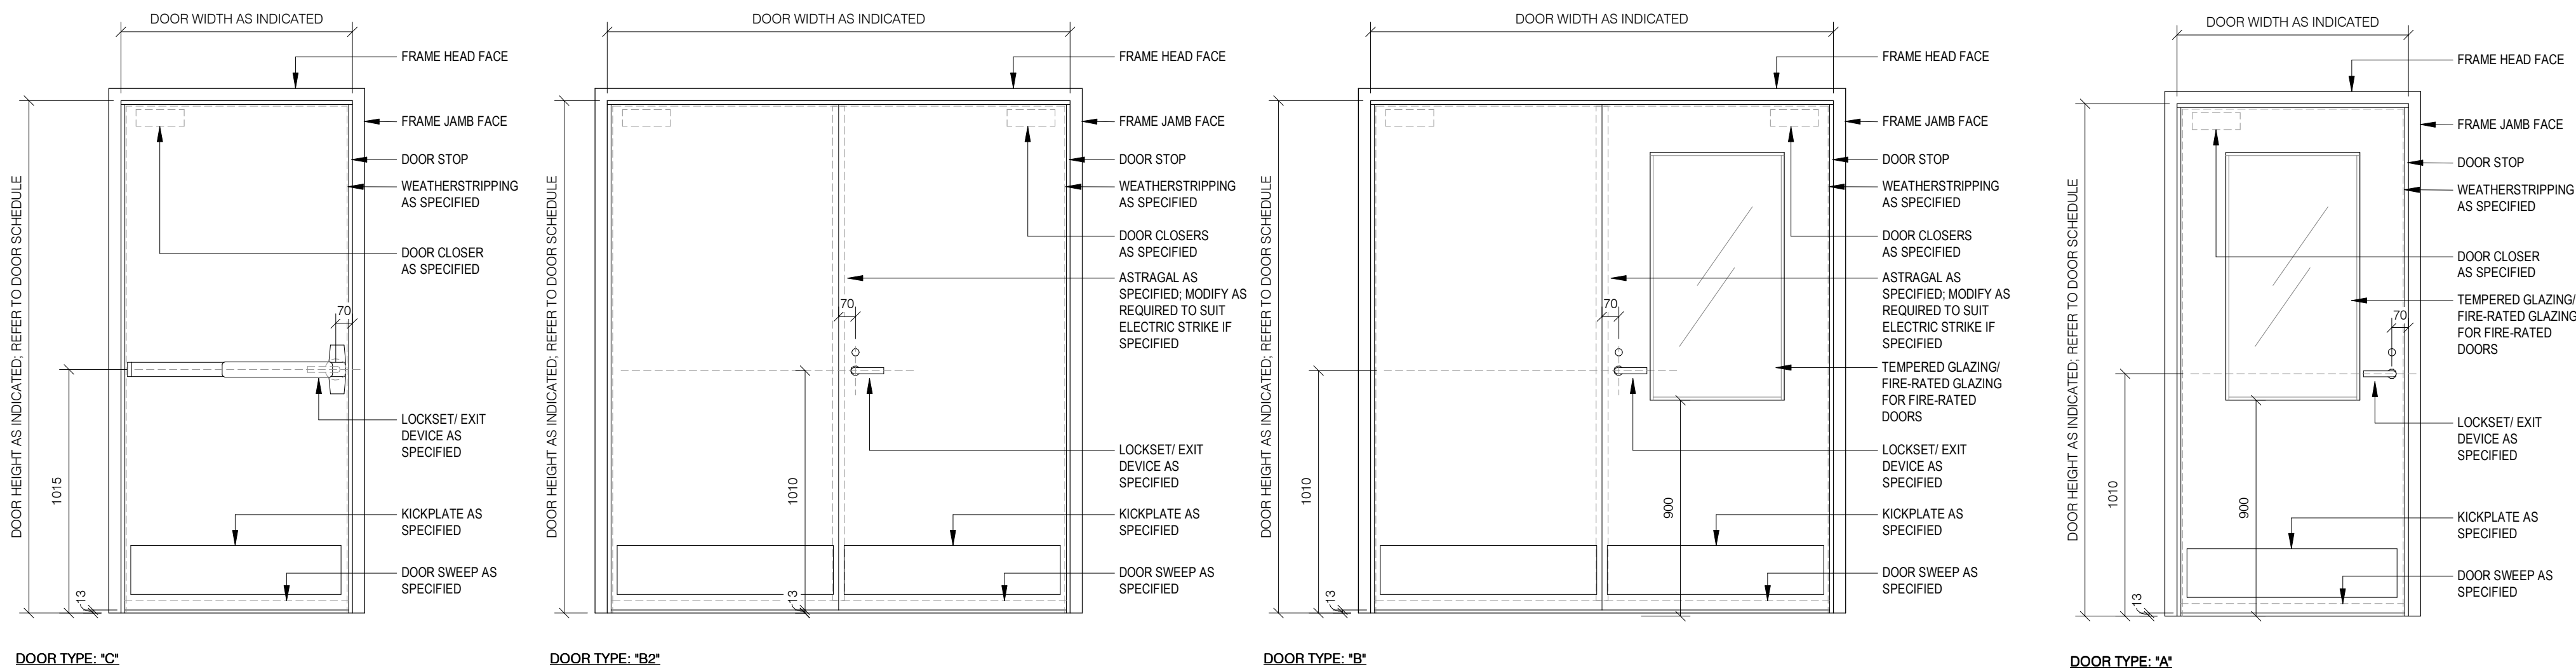 DOOR WIDTH AS INDICATED
FRAME HEAD FACE
FRAME JAMB FACE
DOOR STOP
WEATHERSTRIPPING
AS SPECIFIED
DOOR CLOSER
AS SPECIFIED
70
LOCKSET/ EXIT
DEVICE AS
SPECIFIED
KICKPLATE AS
SPECIFIED
DOOR SWEEP AS
SPECIFIED
DOOR HEIGHT AS INDICATED; REFER TO DOOR SCHEDULE
1015
13
DOOR TYPE: "C"
DOOR WIDTH AS INDICATED
FRAME HEAD FACE
FRAME JAMB FACE
DOOR STOP
WEATHERSTRIPPING
AS SPECIFIED
DOOR CLOSERS
AS SPECIFIED
ASTRAGAL AS
SPECIFIED; MODIFY AS
REQUIRED TO SUIT
ELECTRIC STRIKE IF
SPECIFIED
70
LOCKSET/ EXIT
DEVICE AS
SPECIFIED
KICKPLATE AS
SPECIFIED
DOOR SWEEP AS
SPECIFIED
DOOR HEIGHT AS INDICATED; REFER TO DOOR SCHEDULE
1010
13
DOOR TYPE: "B2"
DOOR WIDTH AS INDICATED
FRAME HEAD FACE
FRAME JAMB FACE
DOOR STOP
WEATHERSTRIPPING
AS SPECIFIED
DOOR CLOSERS
AS SPECIFIED
ASTRAGAL AS
SPECIFIED; MODIFY AS
REQUIRED TO SUIT
ELECTRIC STRIKE IF
SPECIFIED
70
TEMPERED GLAZING/
FIRE-RATED GLAZING
FOR FIRE-RATED
DOORS
LOCKSET/ EXIT
DEVICE AS
SPECIFIED
KICKPLATE AS
SPECIFIED
DOOR SWEEP AS
SPECIFIED
DOOR HEIGHT AS INDICATED; REFER TO DOOR SCHEDULE
1010
900
13
DOOR TYPE: "B"
DOOR WIDTH AS INDICATED
FRAME HEAD FACE
FRAME JAMB FACE
DOOR STOP
WEATHERSTRIPPING
AS SPECIFIED
DOOR CLOSER
AS SPECIFIED
TEMPERED GLAZING/
FIRE-RATED GLAZING
FOR FIRE-RATED
DOORS
70
LOCKSET/ EXIT
DEVICE AS
SPECIFIED
KICKPLATE AS
SPECIFIED
DOOR SWEEP AS
SPECIFIED
DOOR HEIGHT AS INDICATED; REFER TO DOOR SCHEDULE
1010
900
13
DOOR TYPE: "A"